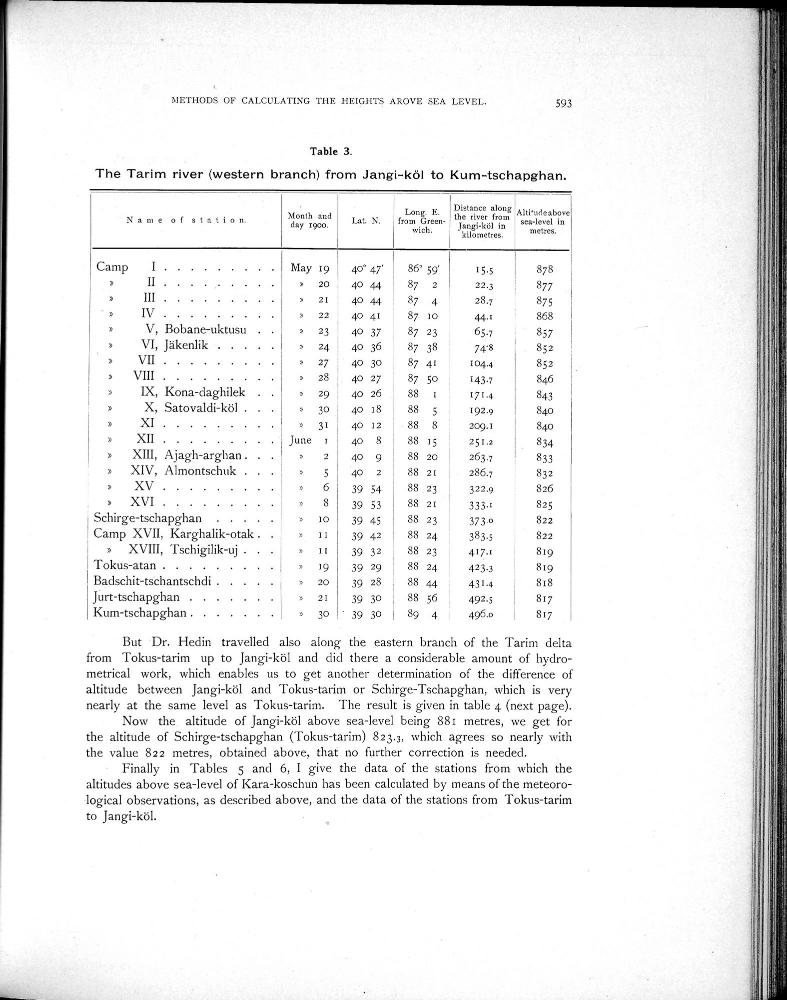 METHODS OF CALCULATING THE HEIGHTS AROVE SEA LEVEL. 593
Table 3.
The Tarim river (western branch) from Jangi-köl to Kum-tschapghan.
Name of station. Month and day 1900. Lat. N. Long. E. from Greenwich. Distance along the river from Jangi-köl in kilometres. Altitude above sea-level in metres.
Camp I . . . . . . . . . May 19 40° 47′ 86° 59′ 15.5 878
» II . . . . . . . . . » 20 40 44 87 2 22.3 877
» III . . . . . . . . . » 21 40 44 87 4 28.7 875
» IV . . . . . . . . . » 22 40 41 87 10 44.1 868
» V, Bobane-uktusu . . » 23 40 37 87 23 65.7 857
» VI, Jäkenlik . . . . . » 24 40 36 87 38 74.8 852
» VII . . . . . . . . . » 27 40 30 87 41 104.4 852
» VIII . . . . . . . . . » 28 40 27 87 50 143.7 846
» IX, Kona-daghilek . . » 29 40 26 88 1 171.4 843
» X, Satovaldi-köl . . . » 30 40 18 88 5 192.9 840
» XI . . . . . . . . . » 31 40 12 88 8 209.1 840
» XII . . . . . . . . . June 1 40 8 88 15 251.2 834
» XIII, Ajagh-arghan . . . » 2 40 9 88 20 263.7 833
» XIV, Almontschuk . . . » 5 40 2 88 21 286.7 832
» XV . . . . . . . . . » 6 39 54 88 23 322.9 826
» XVI . . . . . . . . . » 8 39 53 88 21 333.1 825
Schirge-tschapghan . . . . . » 10 39 45 88 23 373.0 822
Camp XVII, Karghalik-otak . . » 11 39 42 88 24 383.5 822
» XVIII, Tschigilik-uj . . . » 11 39 32 88 23 417.1 819
Tokus-atan . . . . . . . . . » 19 39 29 88 24 423.3 819
Badschit-tschantschdi . . . . . » 20 39 28 88 44 431.4 818
Jurt-tschapghan . . . . . . . » 21 39 30 88 56 492.5 817
Kum-tschapghan . . . . . . . » 30 39 30 89 4 496.0 817
But Dr. Hedin travelled also along the eastern branch of the Tarim delta
from Tokus-tarim up to Jangi-köl and did there a considerable amount of hydro-
metrical work, which enables us to get another determination of the difference of
altitude between Jangi-köl and Tokus-tarim or Schirge-Tschapghan, which is very
nearly at the same level as Tokus-tarim. The result is given in table 4 (next page).
Now the altitude of Jangi-köl above sea-level being 881 metres, we get for
the altitude of Schirge-tschapghan (Tokus-tarim) 823.3, which agrees so nearly with
the value 822 metres, obtained above, that no further correction is needed.
Finally in Tables 5 and 6, I give the data of the stations from which the
altitudes above sea-level of Kara-koschun has been calculated by means of the meteoro-
logical observations, as described above, and the data of the stations from Tokus-tarim
to Jangi-köl.